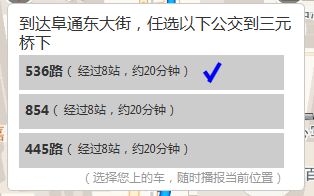 到达阜通东大街，任选以下公交到三元
桥下
536路（ 经过8站，约20分钟 ）
854（ 经过8站，约20分钟 ）
445路（ 经过8站，约20分钟 ）
（选择您上的车，随时播报当前位置）